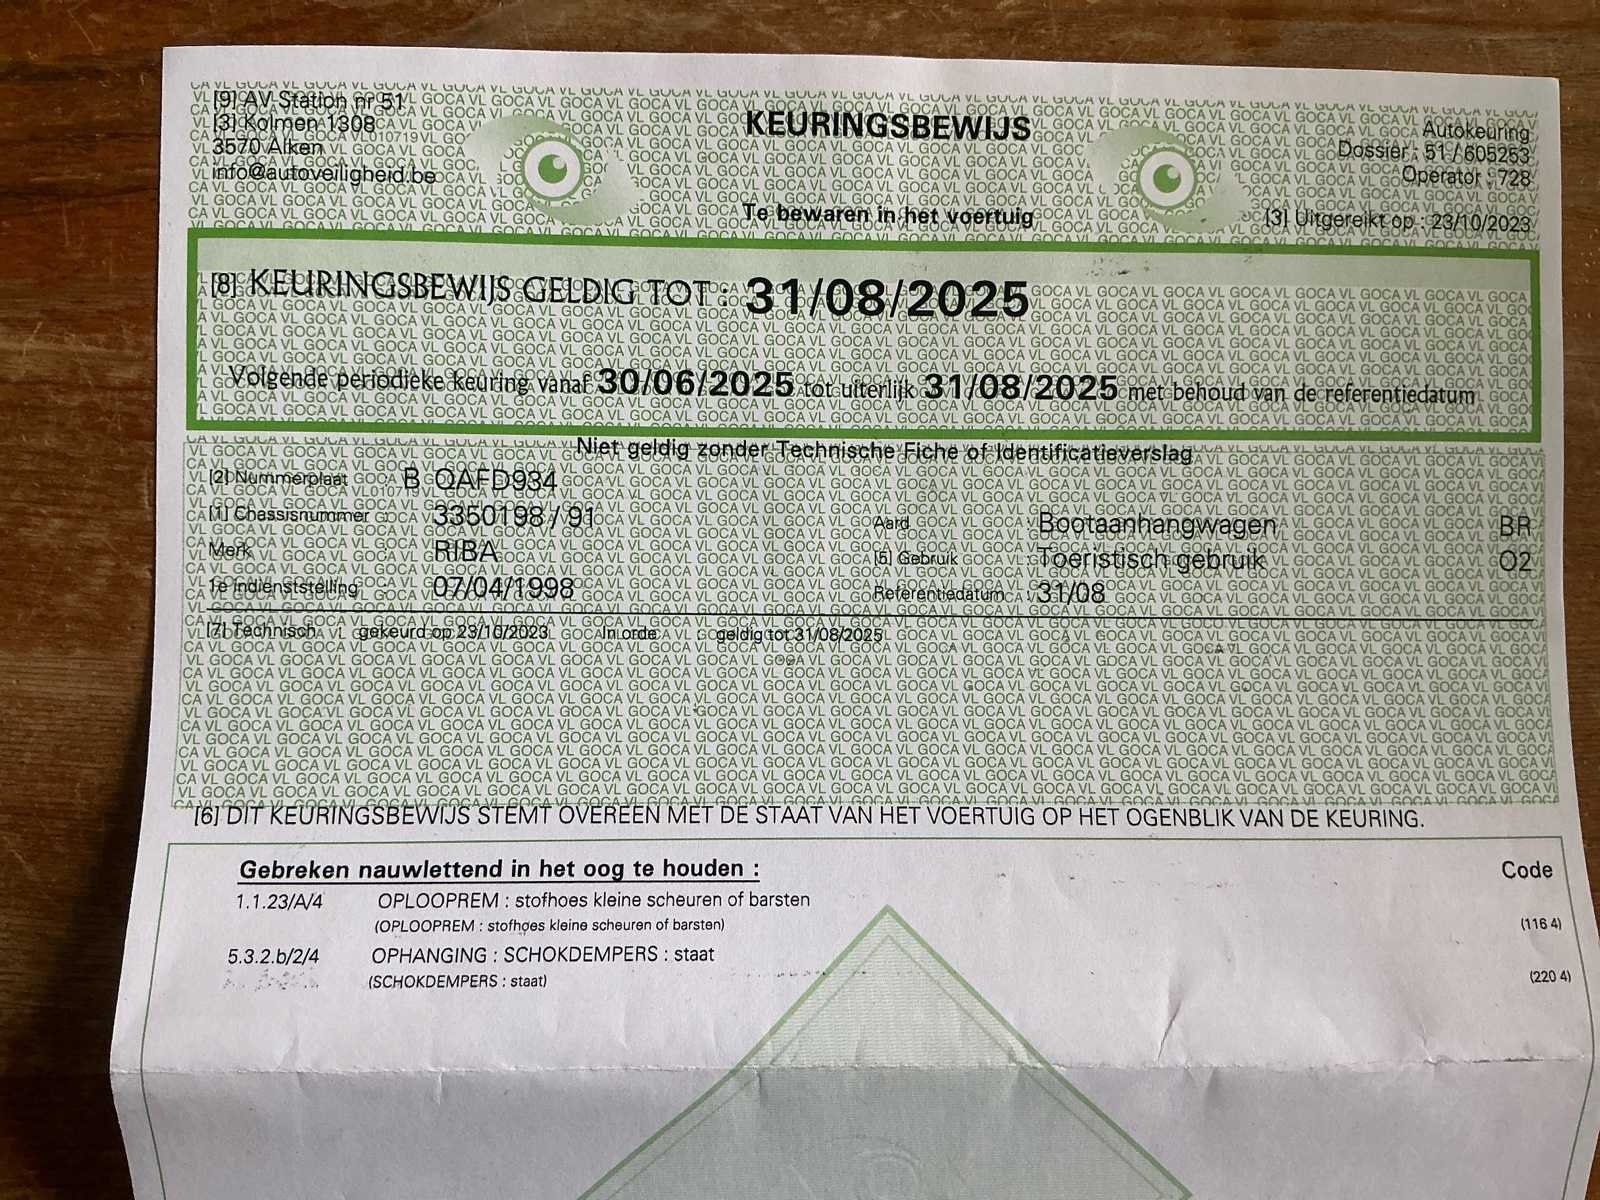 [9] AV Station nr 51
[3] Kolmen 1308
3570 Alken
info@autoveiligheid.be
KEURINGSBEWIJS
Te bewaren in het voertuig
Autokeuring
Dossier : 51 / 605253
Operator : 728
[3] Uitgereikt op : 23/10/2023
[8] KEURINGSBEWIJS GELDIG TOT : 31/08/2025
Volgende periodieke keuring vanaf 30/06/2025 tot uiterlijk 31/08/2025 met behoud van de referentiedatum
Niet geldig zonder Technische Fiche of Identificatieverslag
[2] Nummerplaat B QAFD934
[1] Chassisnummer 3350198 / 91 Aard : Bootaanhangwagen BR
Merk RIBA [5] Gebruik : Toeristisch gebruik O2
1e indienststelling 07/04/1998 Referentiedatum : 31/08
[7] Technisch gekeurd op 23/10/2023 In orde geldig tot 31/08/2025
[6] DIT KEURINGSBEWIJS STEMT OVEREEN MET DE STAAT VAN HET VOERTUIG OP HET OGENBLIK VAN DE KEURING.
Gebreken nauwlettend in het oog te houden : Code
1.1.23/A/4 OPLOOPREM : stofhoes kleine scheuren of barsten
(OPLOOPREM : stofhoes kleine scheuren of barsten) (116 4)
5.3.2.b/2/4 OPHANGING : SCHOKDEMPERS : staat
(SCHOKDEMPERS : staat) (220 4)